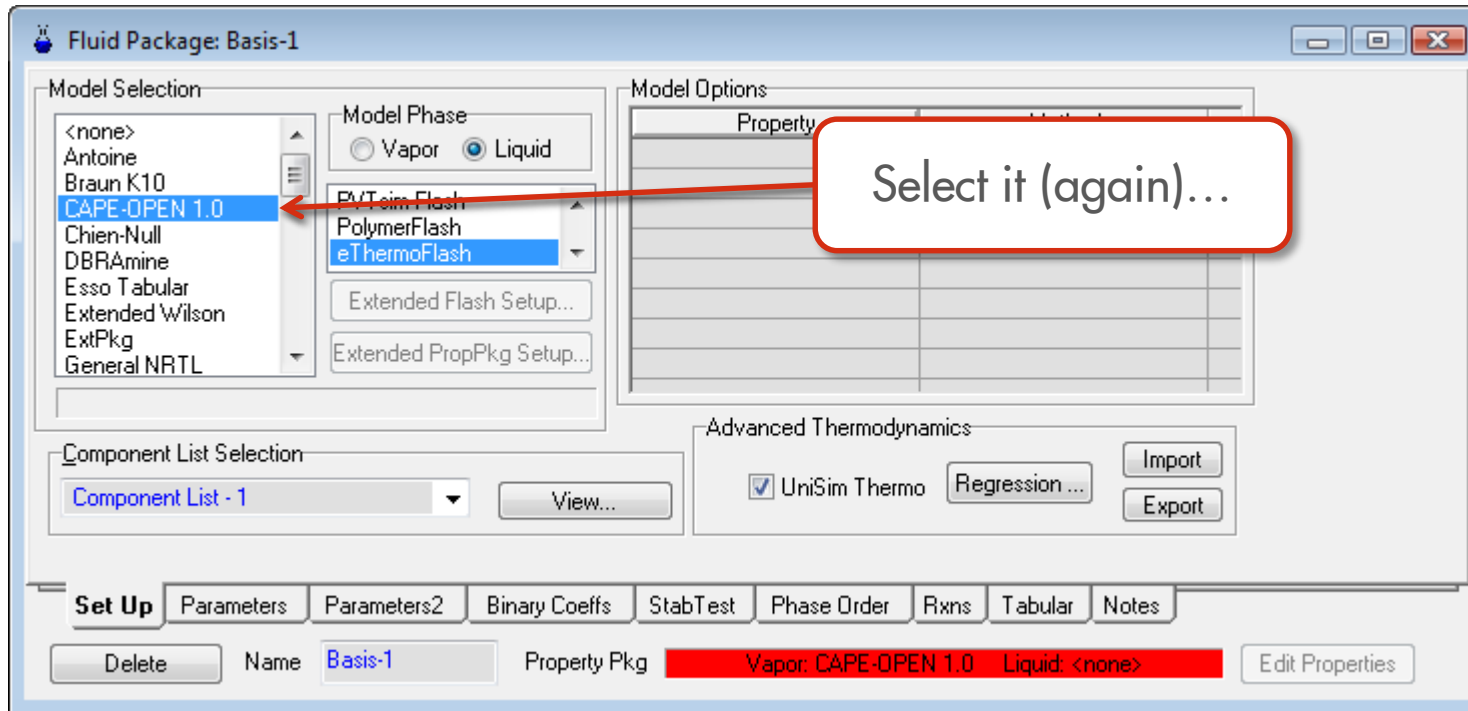 Fluid Package: Basis-1
Model Selection
<none>
Antoine
Braun K10
CAPE-OPEN 1.0
Chien-Null
DBRAmine
Esso Tabular
Extended Wilson
ExtPkg
General NRTL
Model Phase
Vapor Liquid
PVTsim Flash
PolymerFlash
eThermoFlash
Extended Flash Setup...
Extended PropPkg Setup...
Model Options
Property
Select it (again)...
Component List Selection
Component List - 1
View...
Advanced Thermodynamics
UniSim Thermo
Regression ...
Import
Export
Set Up Parameters Parameters2 Binary Coeffs StabTest Phase Order Rxns Tabular Notes
Delete Name Basis-1 Property Pkg Vapor: CAPE-OPEN 1.0 Liquid: <none> Edit Properties